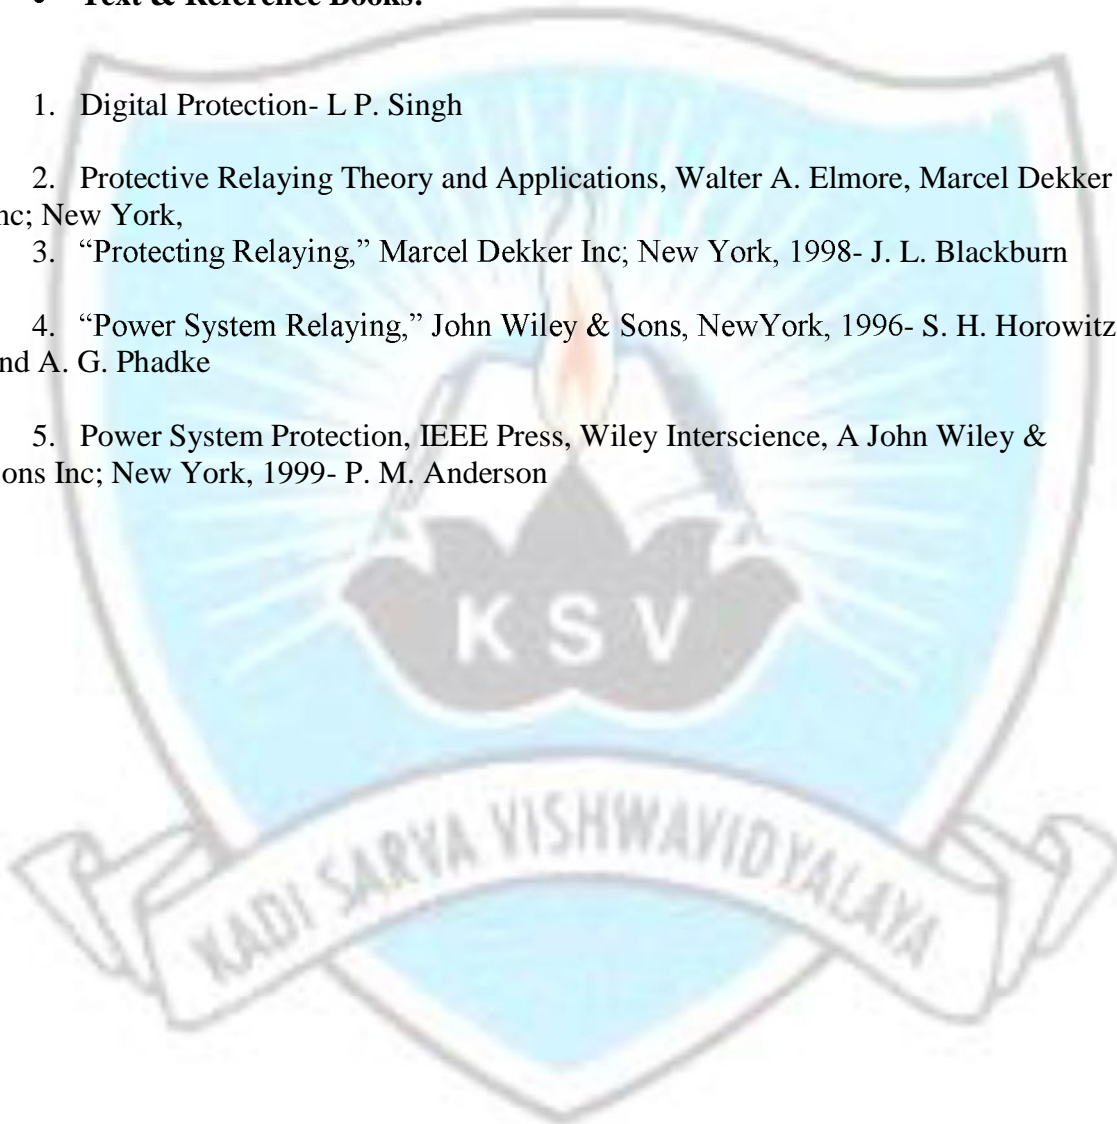 • Text & Reference Books:
1. Digital Protection- L P. Singh
2. Protective Relaying Theory and Applications, Walter A. Elmore, Marcel Dekker
nc; New York,
3. “Protecting Relaying,” Marcel Dekker Inc; New York, 1998- J. L. Blackburn
4. “Power System Relaying,” John Wiley & Sons, NewYork, 1996- S. H. Horowitz
nd A. G. Phadke
5. Power System Protection, IEEE Press, Wiley Interscience, A John Wiley &
ons Inc; New York, 1999- P. M. Anderson
K S V
KADI SARVA VISHWAVIDYALAYA